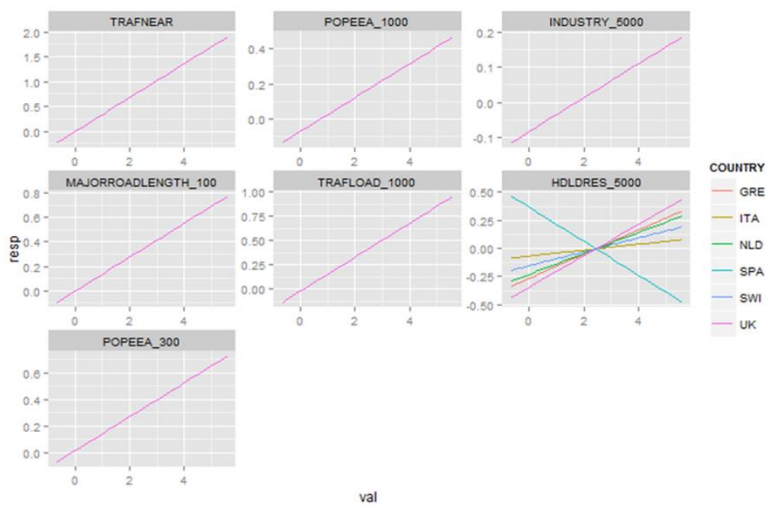 TRAFNEAR
POPEEA_1000
INDUSTRY_5000
2.0
1.5
1.0
0.5
0.0
0.4
0.2
0.0
0.2
0.1
0.0
-0.1
0 2 4
0 2 4
0 2 4
MAJORROADLENGTH_100
TRAFLOAD_1000
HDLDRES_5000
0.8
0.6
0.4
0.2
0.0
1.00
0.75
0.50
0.25
0.00
0.50
0.25
0.00
-0.25
-0.50
0 2 4
0 2 4
0 2 4
POPEEA_300
0.6
0.4
0.2
0.0
0 2 4
resp
val
COUNTRY
GRE
ITA
NLD
SPA
SWI
UK